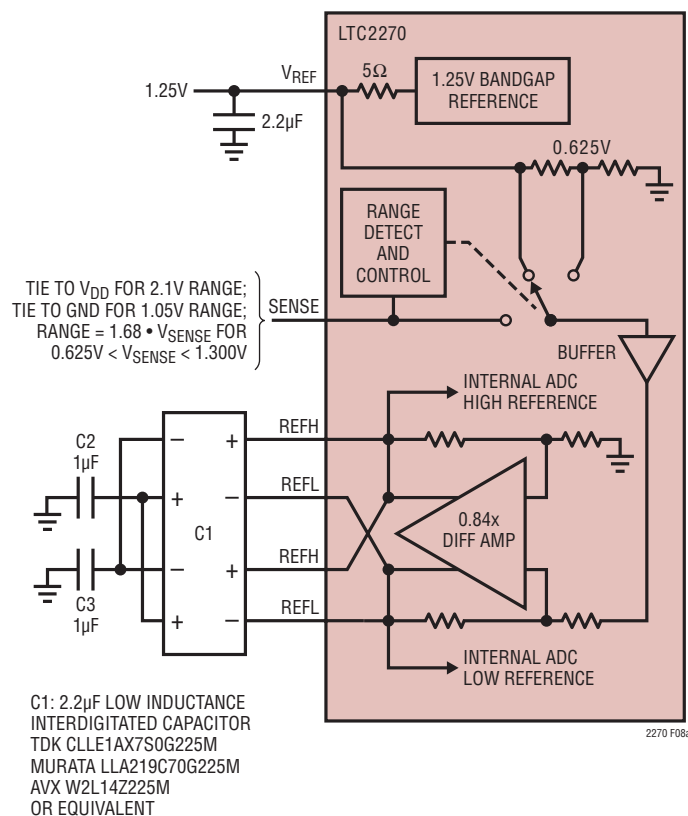 LTC2270
VREF
5Ω
1.25V BANDGAP
REFERENCE
1.25V
2.2µF
0.625V
RANGE
DETECT
AND
CONTROL
TIE TO VDD FOR 2.1V RANGE;
TIE TO GND FOR 1.05V RANGE;
RANGE = 1.68 • VSENSE FOR
0.625V < VSENSE < 1.300V
SENSE
BUFFER
INTERNAL ADC
HIGH REFERENCE
REFH
C2
1µF
–
+
REFL
+
–
C1
0.84x
DIFF AMP
REFH
–
+
C3
1µF
REFL
+
–
INTERNAL ADC
LOW REFERENCE
C1: 2.2µF LOW INDUCTANCE
INTERDIGITATED CAPACITOR
TDK CLLE1AX7S0G225M
MURATA LLA219C70G225M
AVX W2L14Z225M
OR EQUIVALENT
2270 F08a